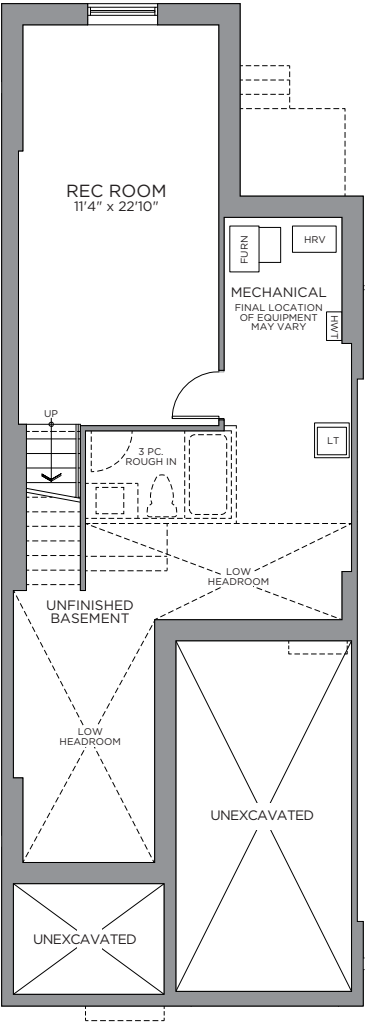 REC ROOM
11'4" x 22'10"
FURN
HRV
MECHANICAL
FINAL LOCATION
OF EQUIPMENT
MAY VARY
HWT
UP
LT
3 PC.
ROUGH IN
LOW
HEADROOM
UNFINISHED
BASEMENT
LOW
HEADROOM
UNEXCAVATED
UNEXCAVATED